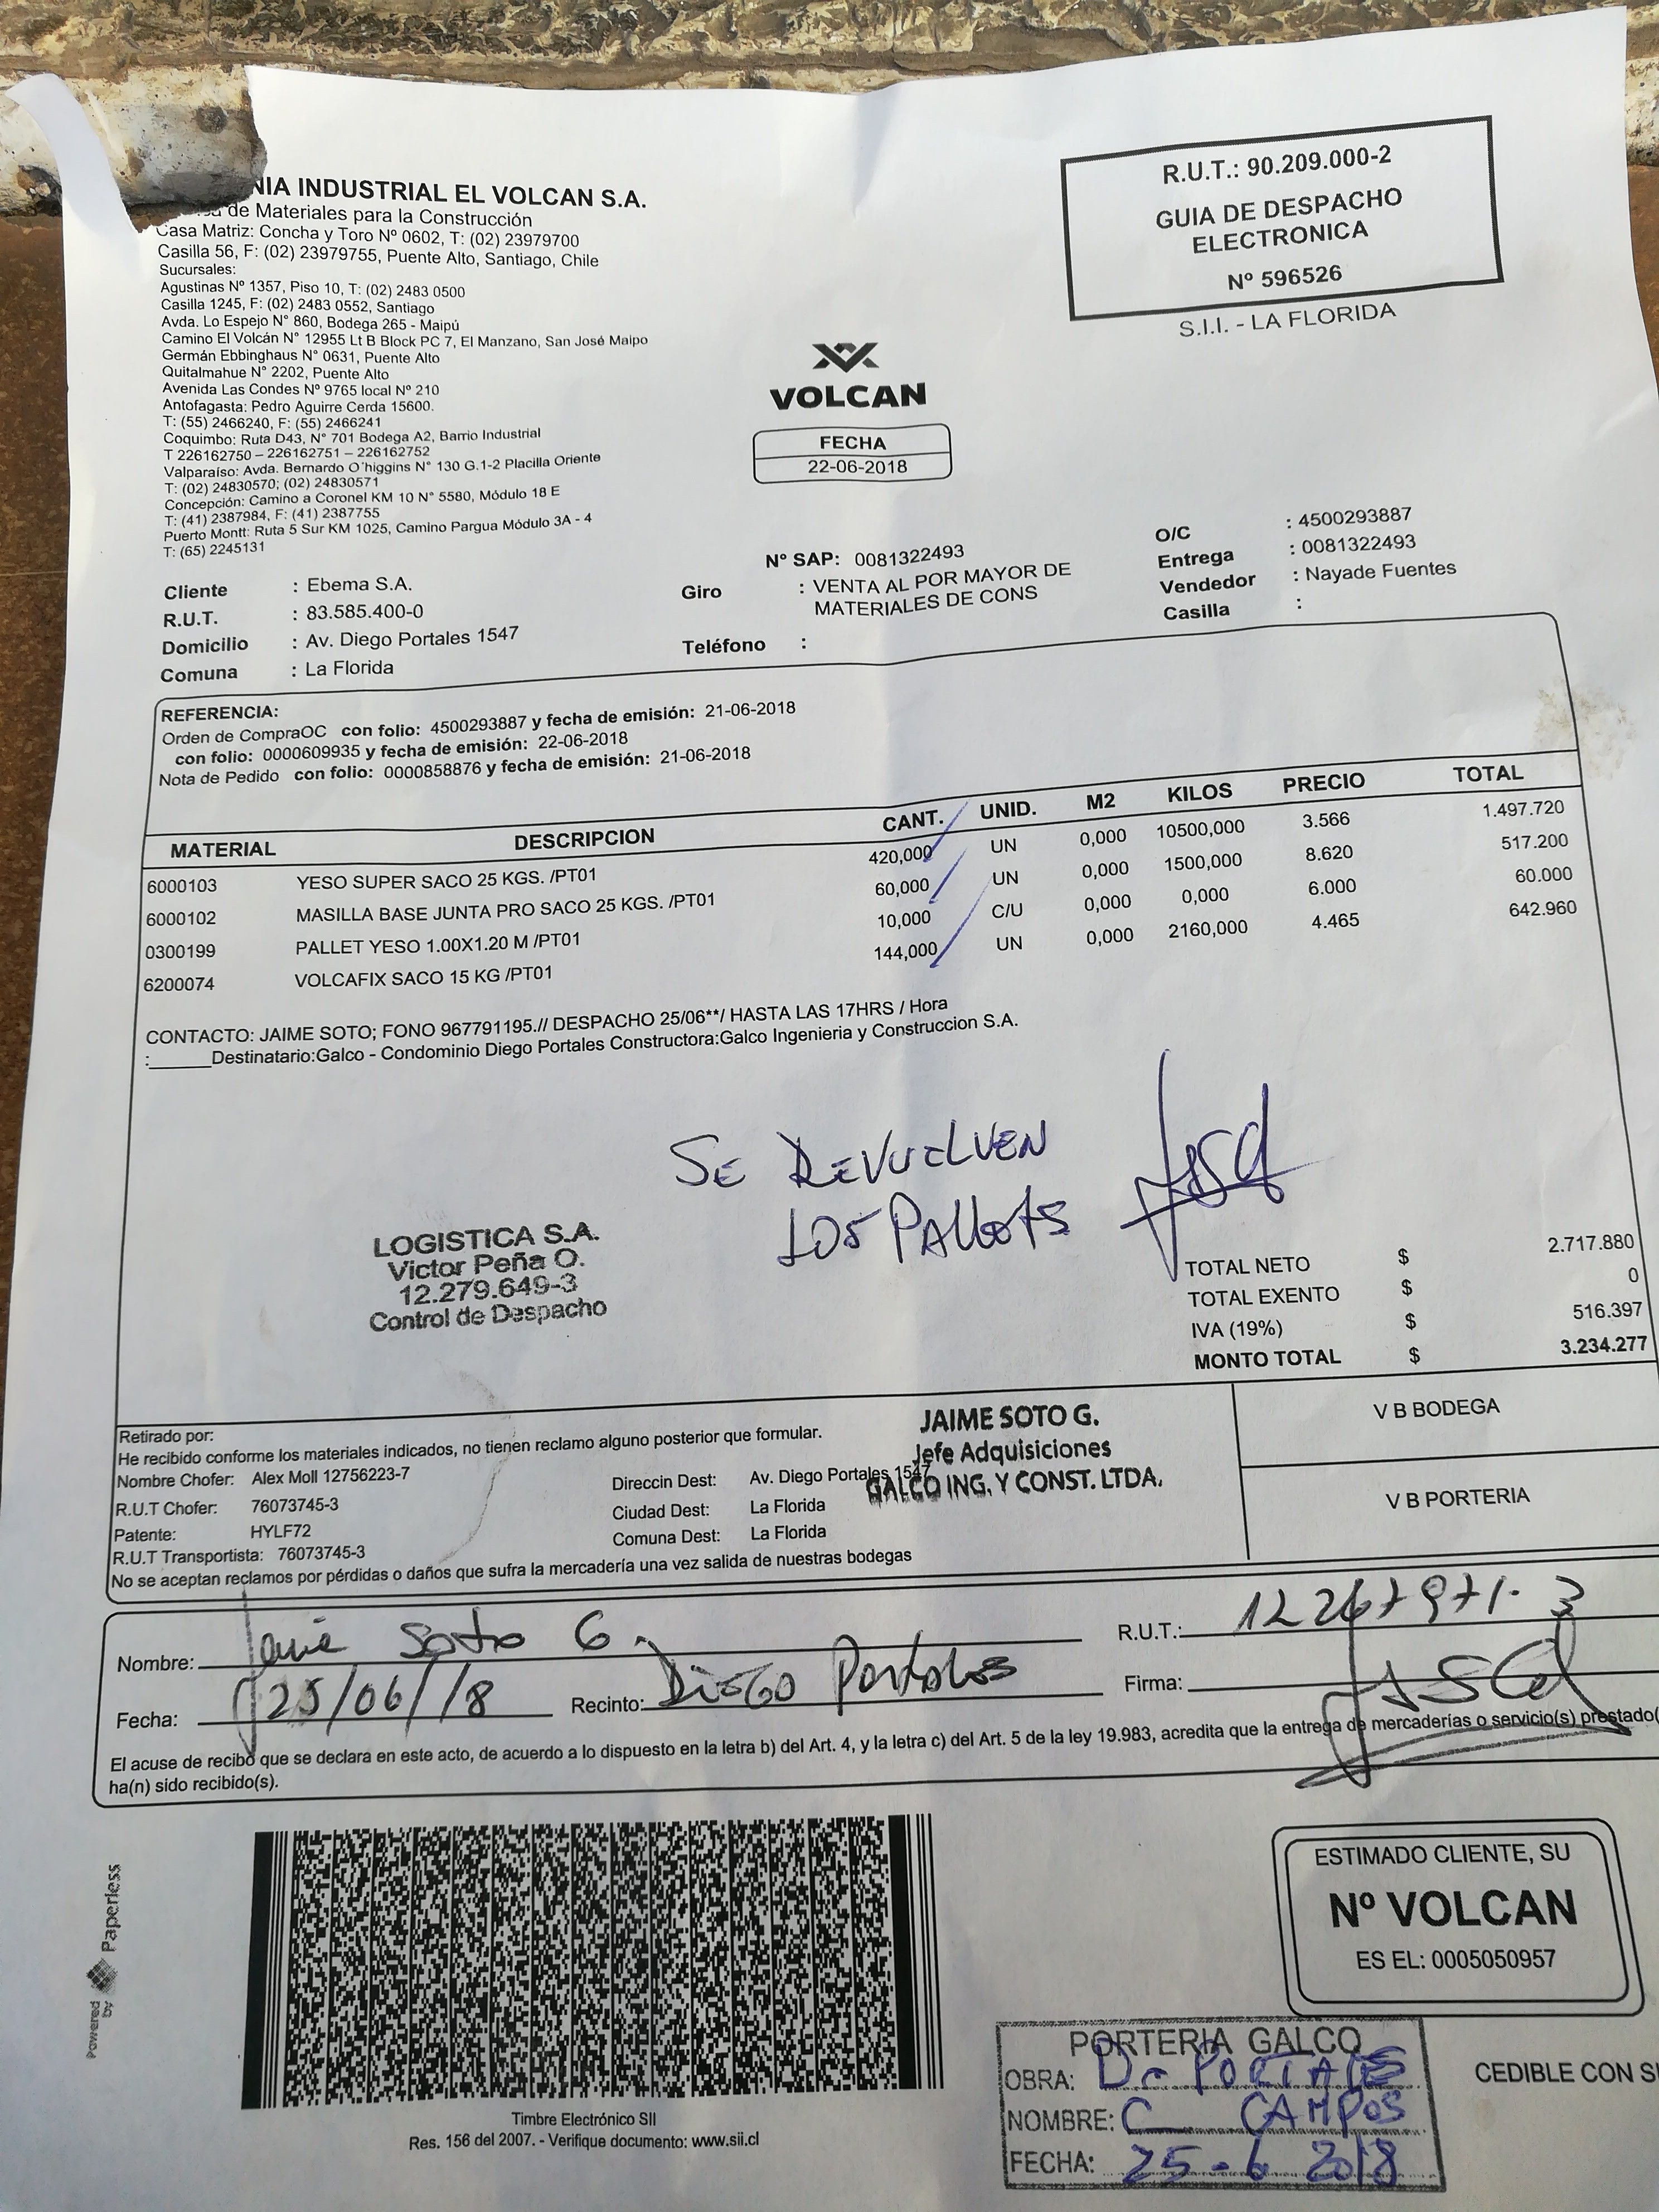 NIA INDUSTRIAL EL VOLCAN S.A.
de Materiales para la Construcción
Casa Matriz: Concha y Toro Nº 0602, T: (02) 23979700
Casilla 56, F: (02) 23979755, Puente Alto, Santiago, Chile
Sucursales:
Agustinas Nº 1357, Piso 10, T: (02) 2483 0500
Casilla 1245, F: (02) 2483 0552, Santiago
Avda. Lo Espejo N° 860, Bodega 265 - Maipú
Camino El Volcán N° 12955 Lt B Block PC 7, El Manzano, San José Maipo
Germán Ebbinghaus N° 0631, Puente Alto
Quitalmahue N° 2202, Puente Alto
Avenida Las Condes Nº 9765 local Nº 210
Antofagasta: Pedro Aguirre Cerda 15600.
T: (55) 2466240, F: (55) 2466241
Coquimbo: Ruta D43, N° 701 Bodega A2, Barrio Industrial
T 226162750 – 226162751 – 226162752
Valparaíso: Avda. Bernardo O´higgins N° 130 G.1-2 Placilla Oriente
T: (02) 24830570; (02) 24830571
Concepción: Camino a Coronel KM 10 N° 5580, Módulo 18 E
T: (41) 2387984, F: (41) 2387755
Puerto Montt: Ruta 5 Sur KM 1025, Camino Pargua Módulo 3A - 4
T: (65) 2245131
R.U.T.: 90.209.000-2
GUIA DE DESPACHO
ELECTRONICA
Nº 596526
S.I.I. - LA FLORIDA
VOLCAN
FECHA
22-06-2018
Nº SAP: 0081322493
O/C : 4500293887
Entrega : 0081322493
Vendedor : Nayade Fuentes
Casilla :
Cliente : Ebema S.A.
R.U.T. : 83.585.400-0
Domicilio : Av. Diego Portales 1547
Comuna : La Florida
Giro : VENTA AL POR MAYOR DE
MATERIALES DE CONS
Teléfono :
REFERENCIA:
Orden de CompraOC con folio: 4500293887 y fecha de emisión: 21-06-2018
con folio: 0000609935 y fecha de emisión: 22-06-2018
Nota de Pedido con folio: 0000858876 y fecha de emisión: 21-06-2018
MATERIAL DESCRIPCION CANT. UNID. M2 KILOS PRECIO TOTAL
6000103 YESO SUPER SACO 25 KGS. /PT01 420,000 UN 0,000 10500,000 3.566 1.497.720
6000102 MASILLA BASE JUNTA PRO SACO 25 KGS. /PT01 60,000 UN 0,000 1500,000 8.620 517.200
0300199 PALLET YESO 1.00X1.20 M /PT01 10,000 C/U 0,000 0,000 6.000 60.000
6200074 VOLCAFIX SACO 15 KG /PT01 144,000 UN 0,000 2160,000 4.465 642.960
CONTACTO: JAIME SOTO; FONO 967791195.// DESPACHO 25/06**/ HASTA LAS 17HRS / Hora
:______Destinatario:Galco - Condominio Diego Portales Constructora:Galco Ingenieria y Construccion S.A.
SE DEVUELVEN
LOS PALLETS
LOGISTICA S.A.
Victor Peña O.
12.279.649-3
Control de Despacho
TOTAL NETO $ 2.717.880
TOTAL EXENTO $ 0
IVA (19%) $ 516.397
MONTO TOTAL $ 3.234.277
Retirado por:
He recibido conforme los materiales indicados, no tienen reclamo alguno posterior que formular.
Nombre Chofer: Alex Moll 12756223-7
R.U.T Chofer: 76073745-3
Patente: HYLF72
R.U.T Transportista: 76073745-3
Direccin Dest: Av. Diego Portales 1547
Ciudad Dest: La Florida
Comuna Dest: La Florida
JAIME SOTO G.
Jefe Adquisiciones
GALCO ING. Y CONST. LTDA.
V B BODEGA
V B PORTERIA
No se aceptan reclamos por pérdidas o daños que sufra la mercadería una vez salida de nuestras bodegas
Nombre: Jaime Soto G. R.U.T.: 12267971-3
Fecha: 25/06/18 Recinto: Diego Portales Firma:
El acuse de recibo que se declara en este acto, de acuerdo a lo dispuesto en la letra b) del Art. 4, y la letra c) del Art. 5 de la ley 19.983, acredita que la entrega de mercaderías o servicio(s) prestado(
ha(n) sido recibido(s).
Powered by Paperless
Timbre Electrónico SII
Res. 156 del 2007. - Verifique documento: www.sii.cl
ESTIMADO CLIENTE, SU
Nº VOLCAN
ES EL: 0005050957
PORTERIA GALCO
OBRA: D. PORTALES
NOMBRE: C CAMPOS
FECHA: 25-6 2018
CEDIBLE CON S